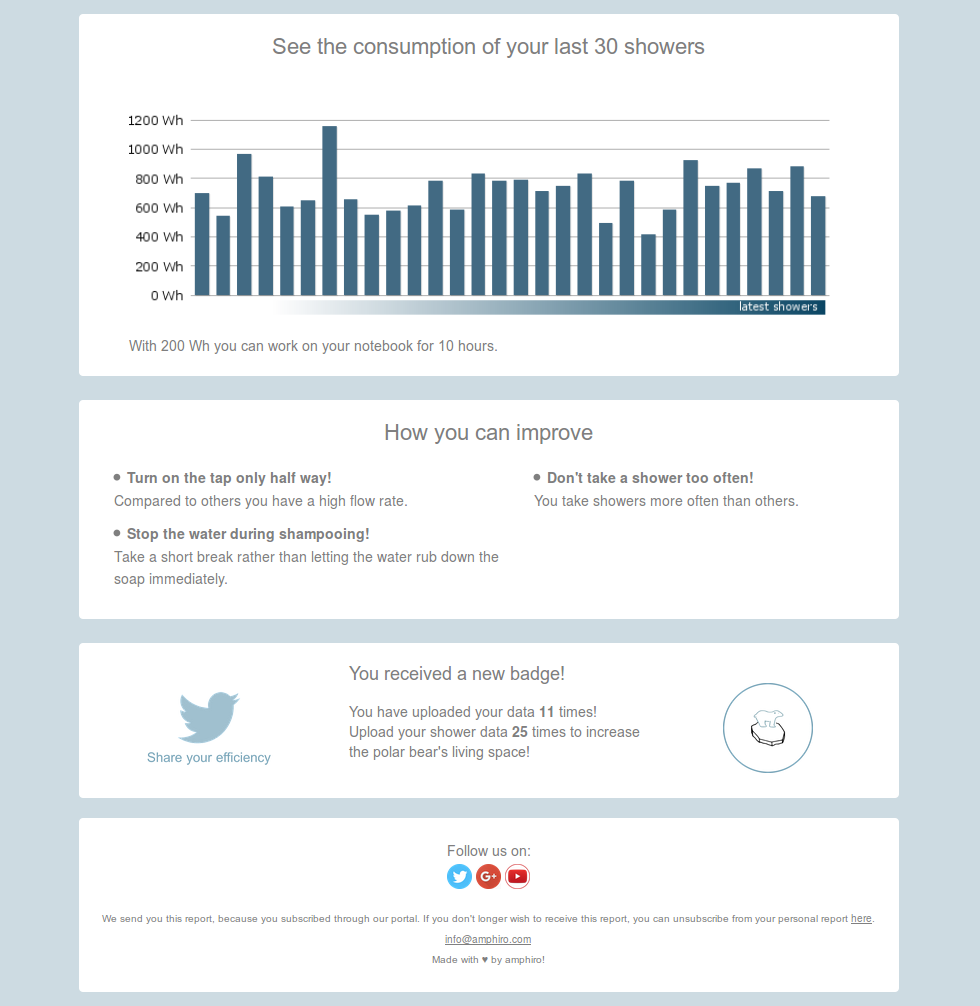 See the consumption of your last 30 showers
1200 Wh
1000 Wh
800 Wh
600 Wh
400 Wh
200 Wh
0 Wh
latest showers
With 200 Wh you can work on your notebook for 10 hours.
How you can improve
Turn on the tap only half way!
Compared to others you have a high flow rate.
Stop the water during shampooing!
Take a short break rather than letting the water rub down the
soap immediately.
Don't take a shower too often!
You take showers more often than others.
Share your efficiency
You received a new badge!
You have uploaded your data 11 times!
Upload your shower data 25 times to increase
the polar bear's living space!
Follow us on:
G+
We send you this report, because you subscribed through our portal. If you don't longer wish to receive this report, you can unsubscribe from your personal report here.
info@amphiro.com
Made with ♥ by amphiro!